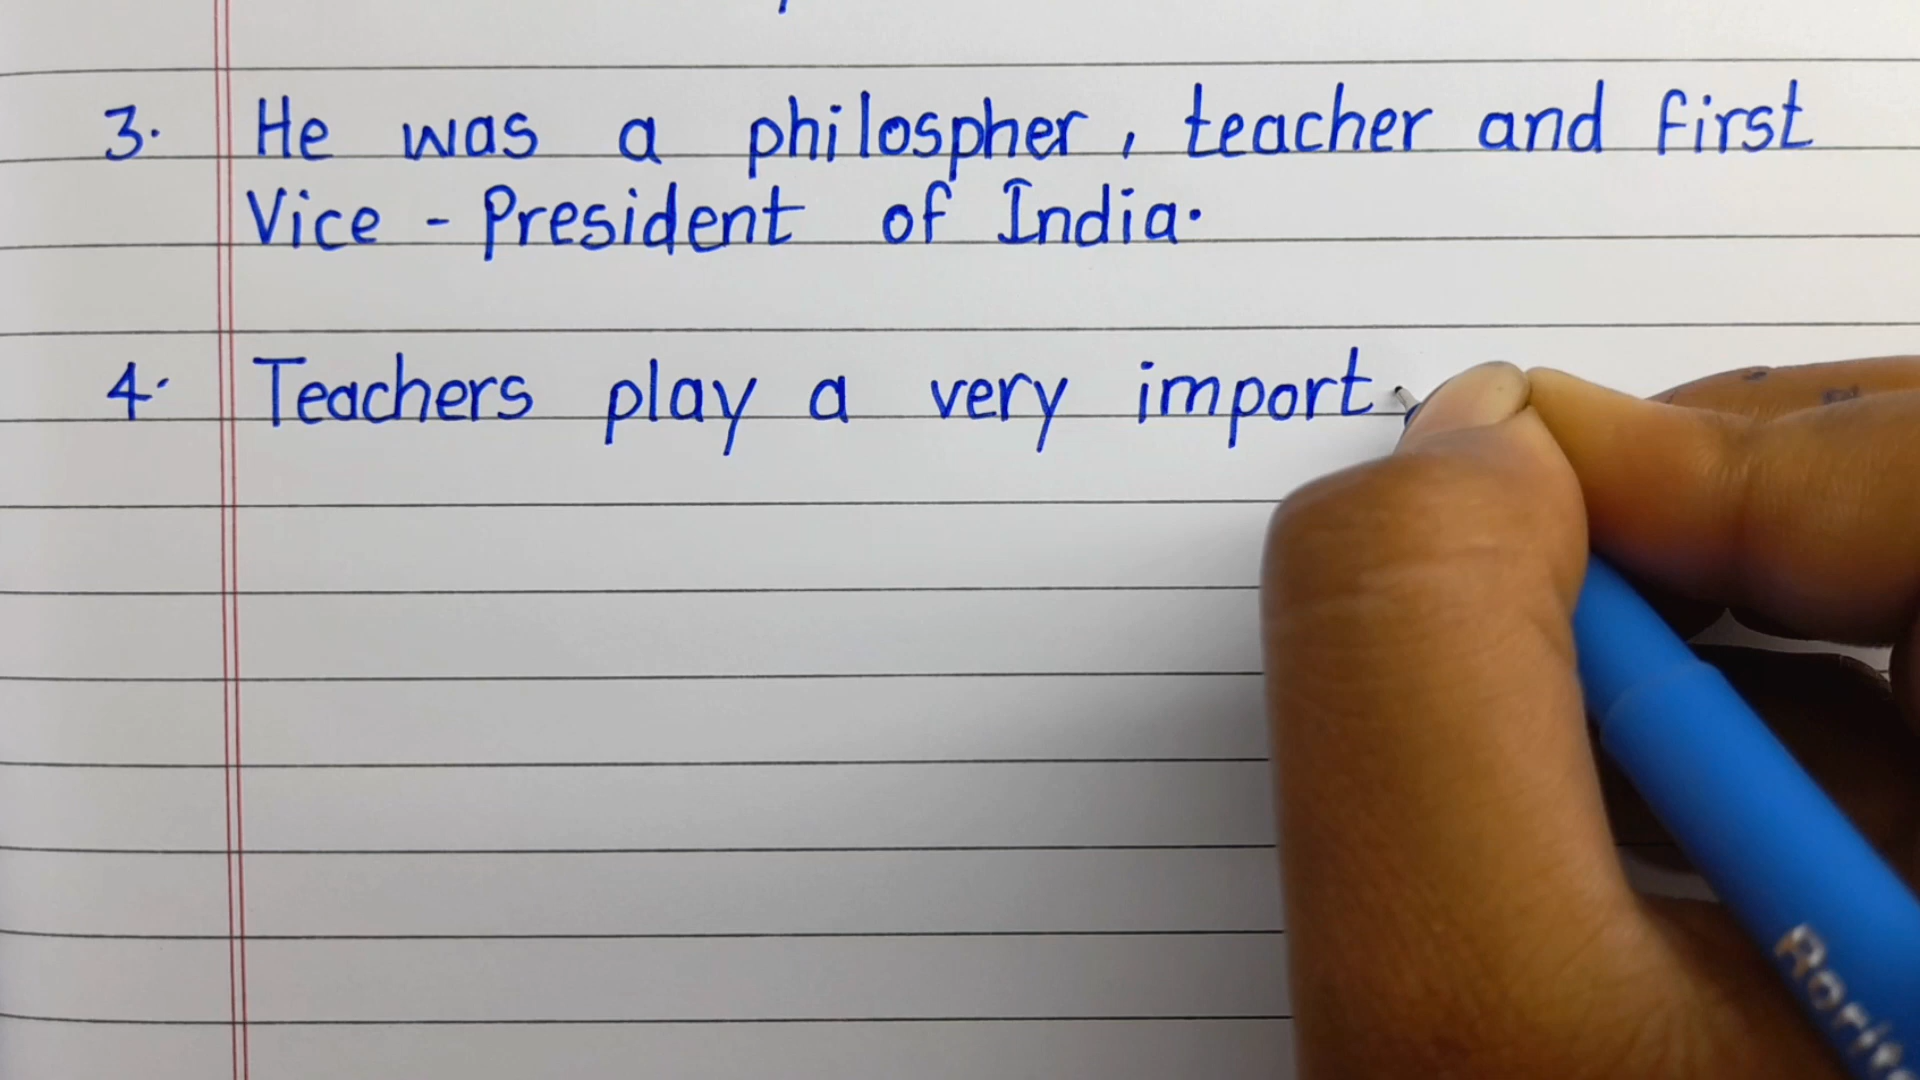 3. He was a philospher, teacher and first
Vice - President of India.
4. Teachers play a very import